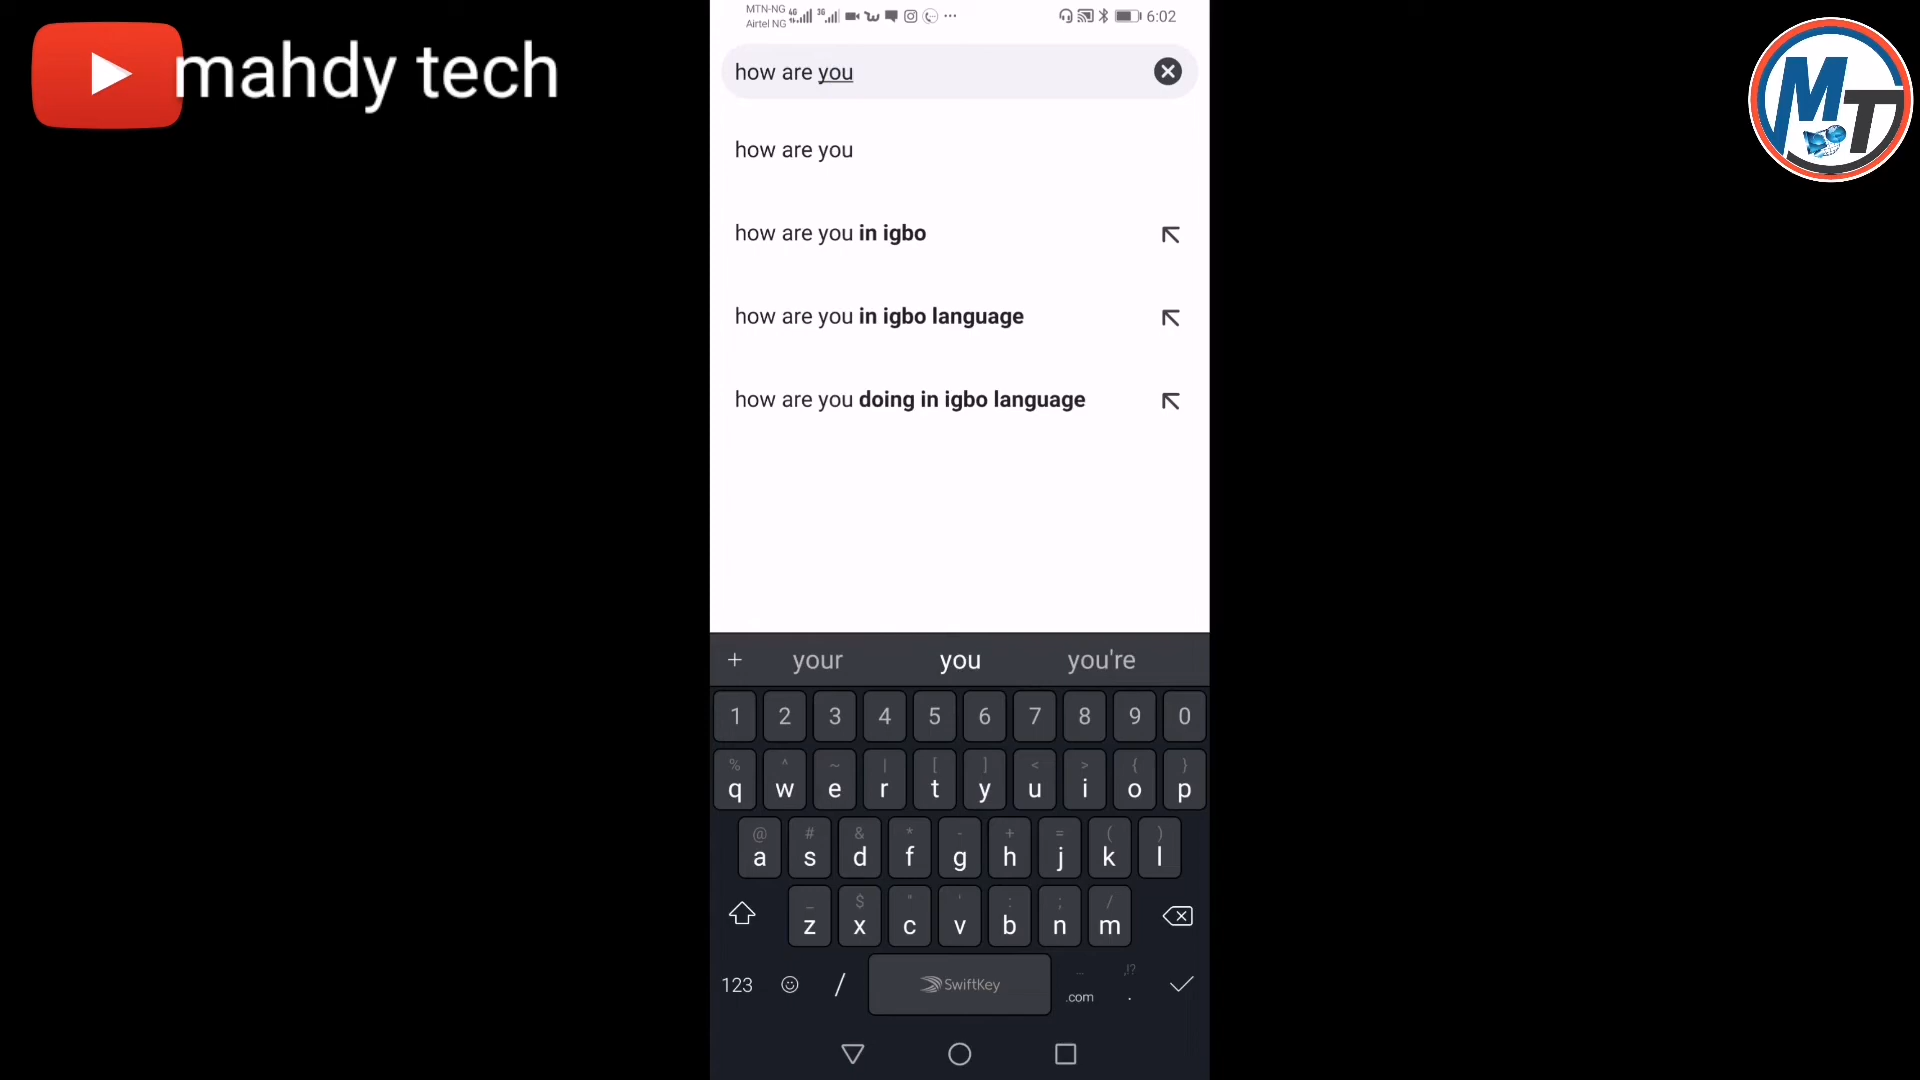 mahdy tech
MT
MTN-NG 4G 3G 6:02
Airtel NG
how are you
how are you
how are you in igbo
how are you in igbo language
how are you doing in igbo language
+ your you you're
1 2 3 4 5 6 7 8 9 0
% ^ ~ | [ ] < > { }
q w e r t y u i o p
@ # & * - + = ( )
a s d f g h j k l
_ $ " ' : ; /
z x c v b n m
123 / SwiftKey .com ,!? .